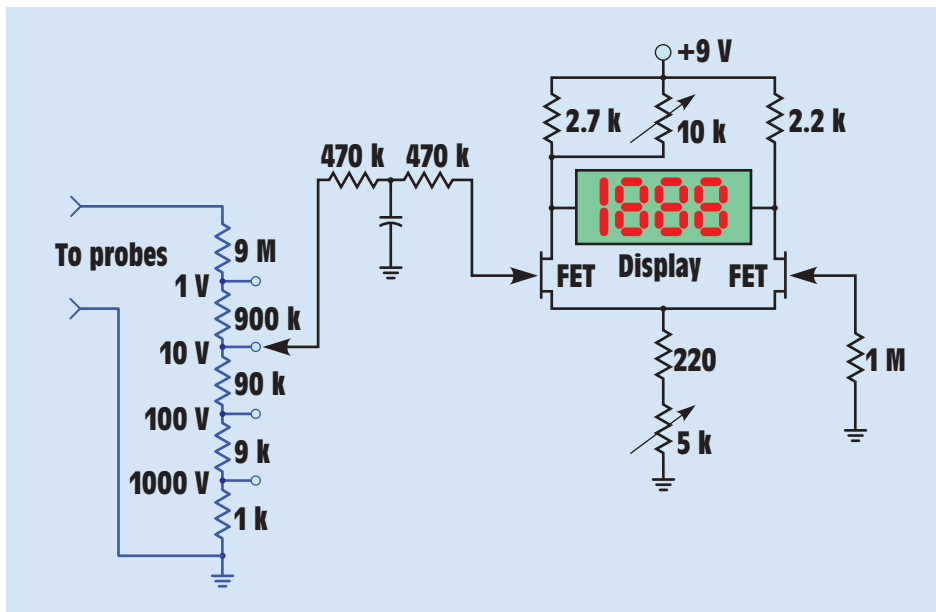 +9 V
2.7 k
10 k
2.2 k
470 k
470 k
1888
To probes
9 M
Display
FET
FET
1 V
900 k
10 V
220
1 M
90 k
100 V
5 k
9 k
1000 V
1 k